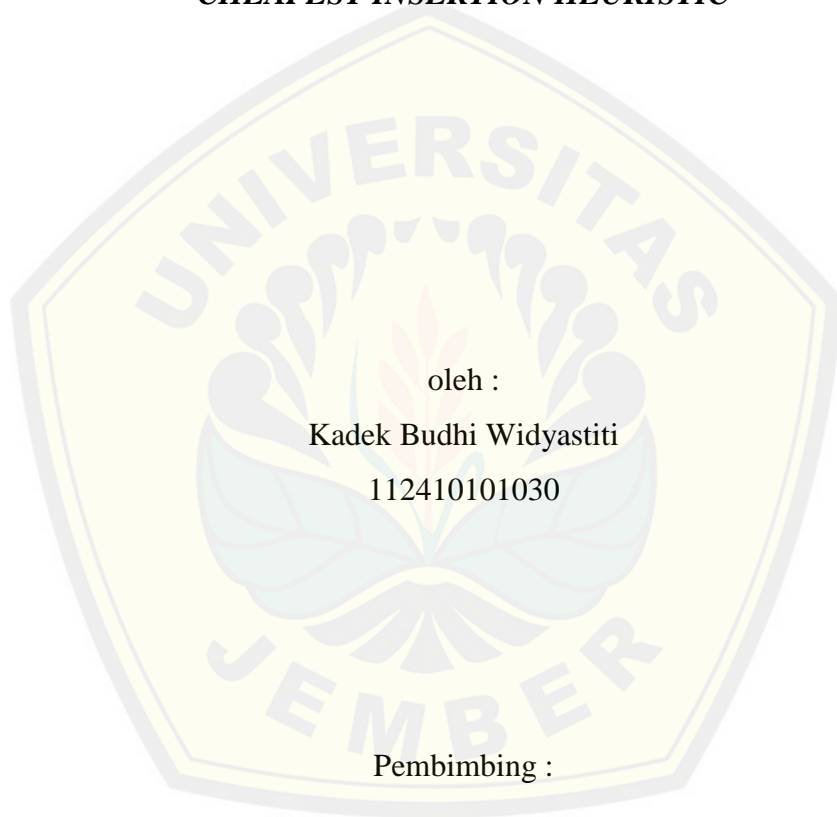 CHEAPEST INSERTION HEURISTIC
UNIVERSITAS
oleh :
Kadek Budhi Widyastiti
112410101030
JEMBER
Pembimbing :